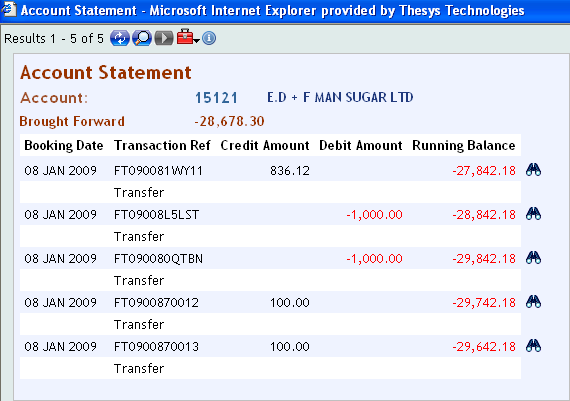 Account Statement - Microsoft Internet Explorer provided by Thesys Technologies
Results 1 - 5 of 5
Account Statement
Account: 15121 E.D + F MAN SUGAR LTD
Brought Forward -28,678.30
Booking Date Transaction Ref Credit Amount Debit Amount Running Balance
08 JAN 2009 FT090081WY11 836.12 -27,842.18
Transfer
08 JAN 2009 FT09008L5LST -1,000.00 -28,842.18
Transfer
08 JAN 2009 FT090080QTBN -1,000.00 -29,842.18
Transfer
08 JAN 2009 FT0900870012 100.00 -29,742.18
Transfer
08 JAN 2009 FT0900870013 100.00 -29,642.18
Transfer